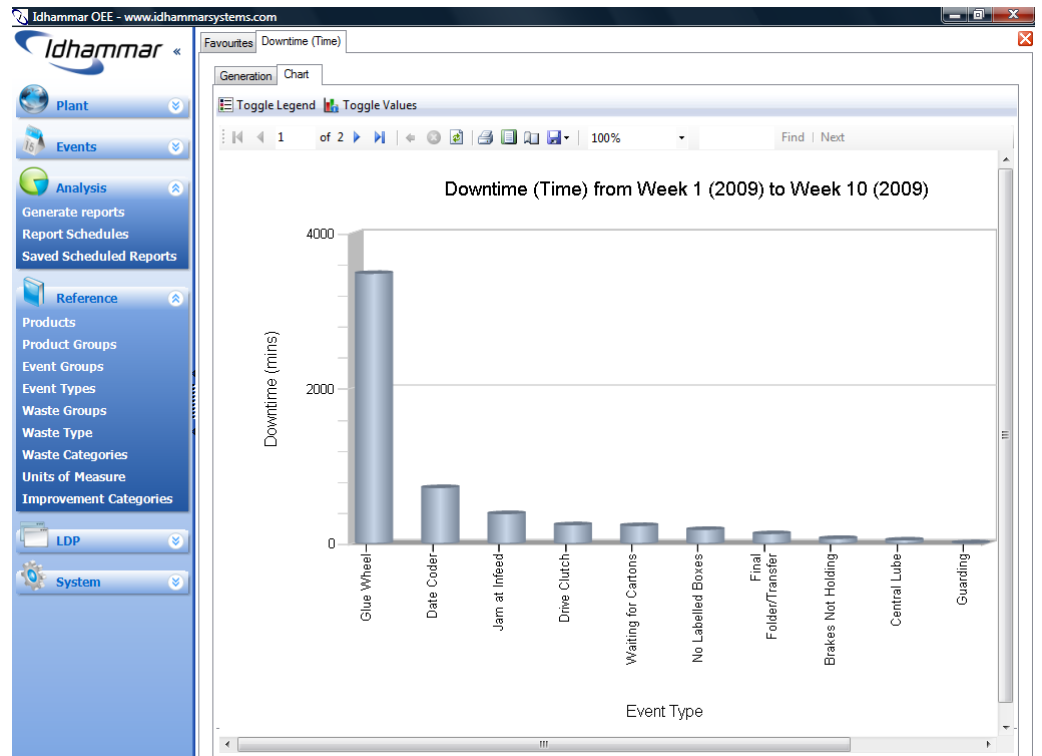 Idhammar OEE - www.idhammarsystems.com
Idhammar «
Plant
Events
Analysis
Generate reports
Report Schedules
Saved Scheduled Reports
Reference
Products
Product Groups
Event Groups
Event Types
Waste Groups
Waste Type
Waste Categories
Units of Measure
Improvement Categories
LDP
System
Favourites Downtime (Time)
Generation Chart
Toggle Legend Toggle Values
1 of 2 100% Find | Next
Downtime (Time) from Week 1 (2009) to Week 10 (2009)
Downtime (mins)
4000
2000
0
Glue Wheel
Date Coder
Jam at Infeed
Drive Clutch
Waiting for Cartons
No Labelled Boxes
Final
Folder/Transfer
Brakes Not Holding
Central Lube
Guarding
Event Type